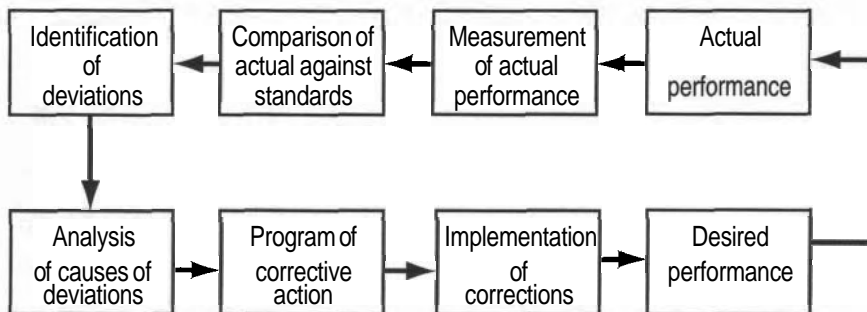 Identification
of
deviations
Comparison of
actual against
standards
Measurement
of actual
performance
Actual
performance
Analysis
of causes of
deviations
Program of
corrective
action
Implementation
of
corrections
Desired
performance